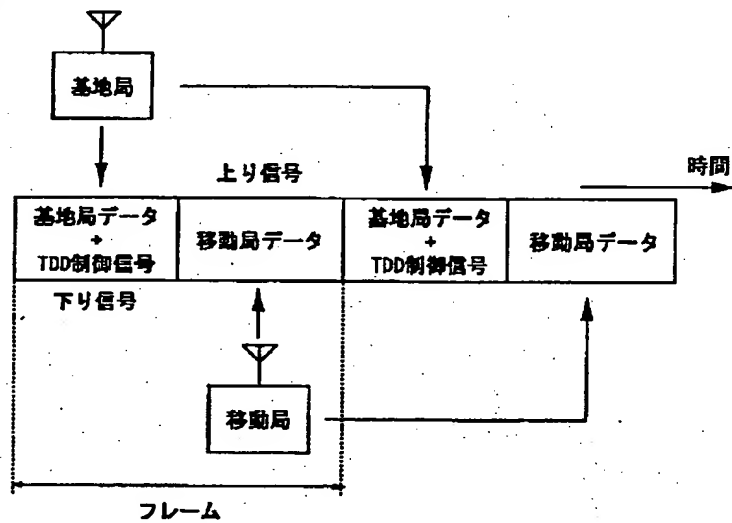 基地局
上り信号
時間
基地局データ
+
TDD制御信号
移動局データ
基地局データ
+
TDD制御信号
移動局データ
下り信号
移動局
フレーム